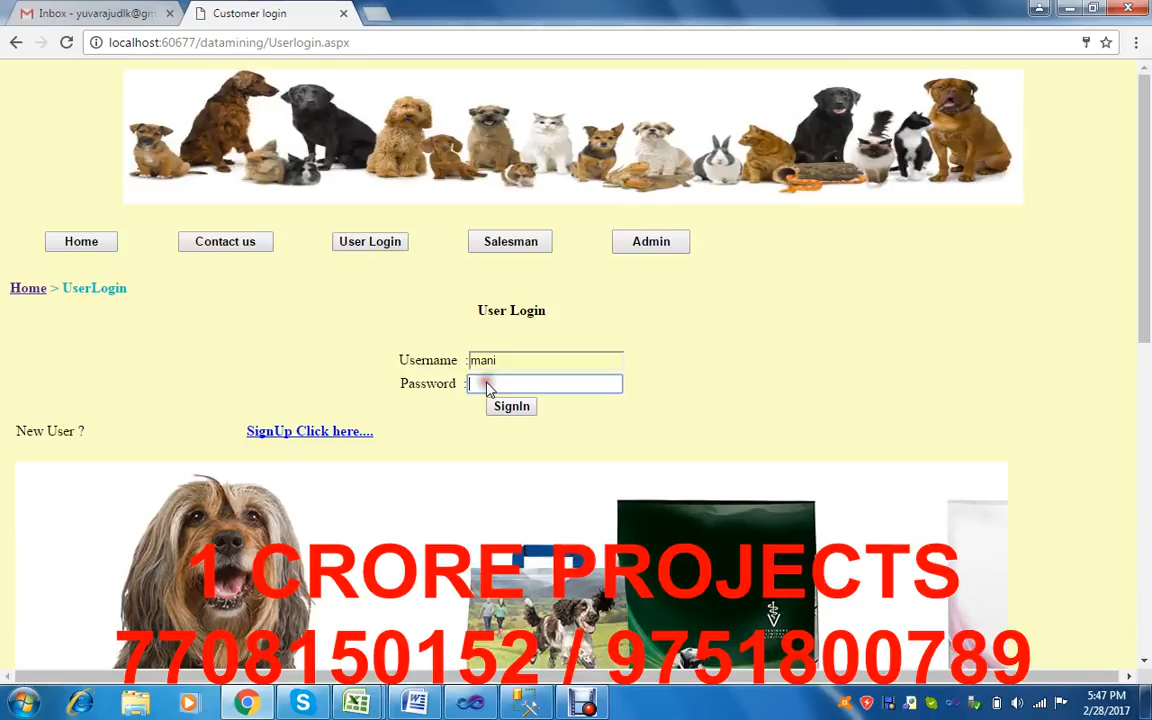 Inbox - yuvarajudlk@gm
Customer login
localhost:60677/datamining/Userlogin.aspx
Home
Contact us
User Login
Salesman
Admin
Home > UserLogin
User Login
Username :mani
Password :
SignIn
New User ? SignUp Click here....
1 CRORE PROJECTS
7708150152 / 9751800789
5:47 PM
2/28/2017